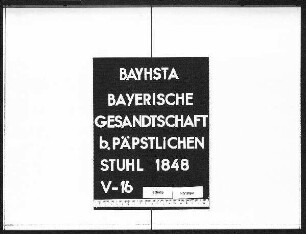 BAYHSTA
BAYERISCHE
GESANDTSCHAFT
b. PÄPSTLICHEN
STUHL 1848
V-16